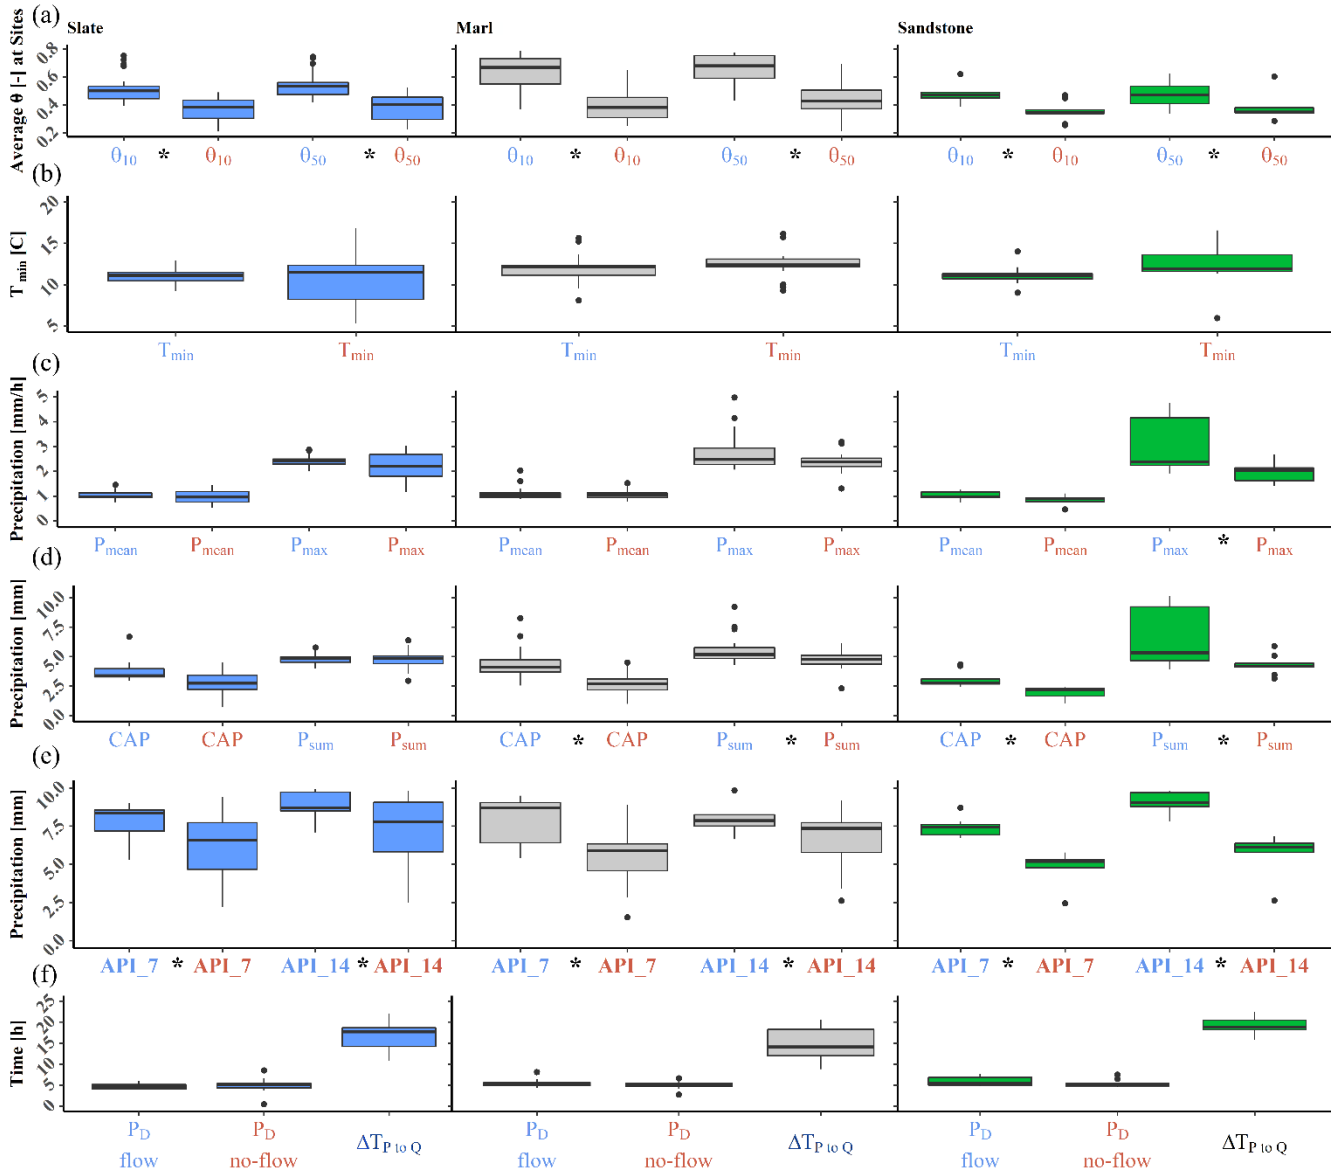 (a)
Slate Marl Sandstone
Average θ [-] at Sites
0.8
0.6
0.4
0.2
θ10 * θ10 θ50 * θ50 θ10 * θ10 θ50 * θ50 θ10 * θ10 θ50 * θ50
(b)
Tmin [C]
20
15
10
5
Tmin Tmin Tmin Tmin Tmin Tmin
(c)
Precipitation [mm/h]
5
4
3
2
1
0
Pmean Pmean Pmax Pmax Pmean Pmean Pmax Pmax Pmean Pmean Pmax * Pmax
(d)
Precipitation [mm]
10.0
7.5
5.0
2.5
0.0
CAP CAP Psum Psum CAP * CAP Psum * Psum CAP * CAP Psum * Psum
(e)
Precipitation [mm]
10.0
7.5
5.0
2.5
0.0
API_7 * API_7 API_14 * API_14 API_7 * API_7 API_14 * API_14 API_7 * API_7 API_14 * API_14
(f)
Time [h]
25
20
15
10
5
0
PD PD ΔTP to Q PD PD ΔTP to Q PD PD ΔTP to Q
flow no-flow flow no-flow flow no-flow